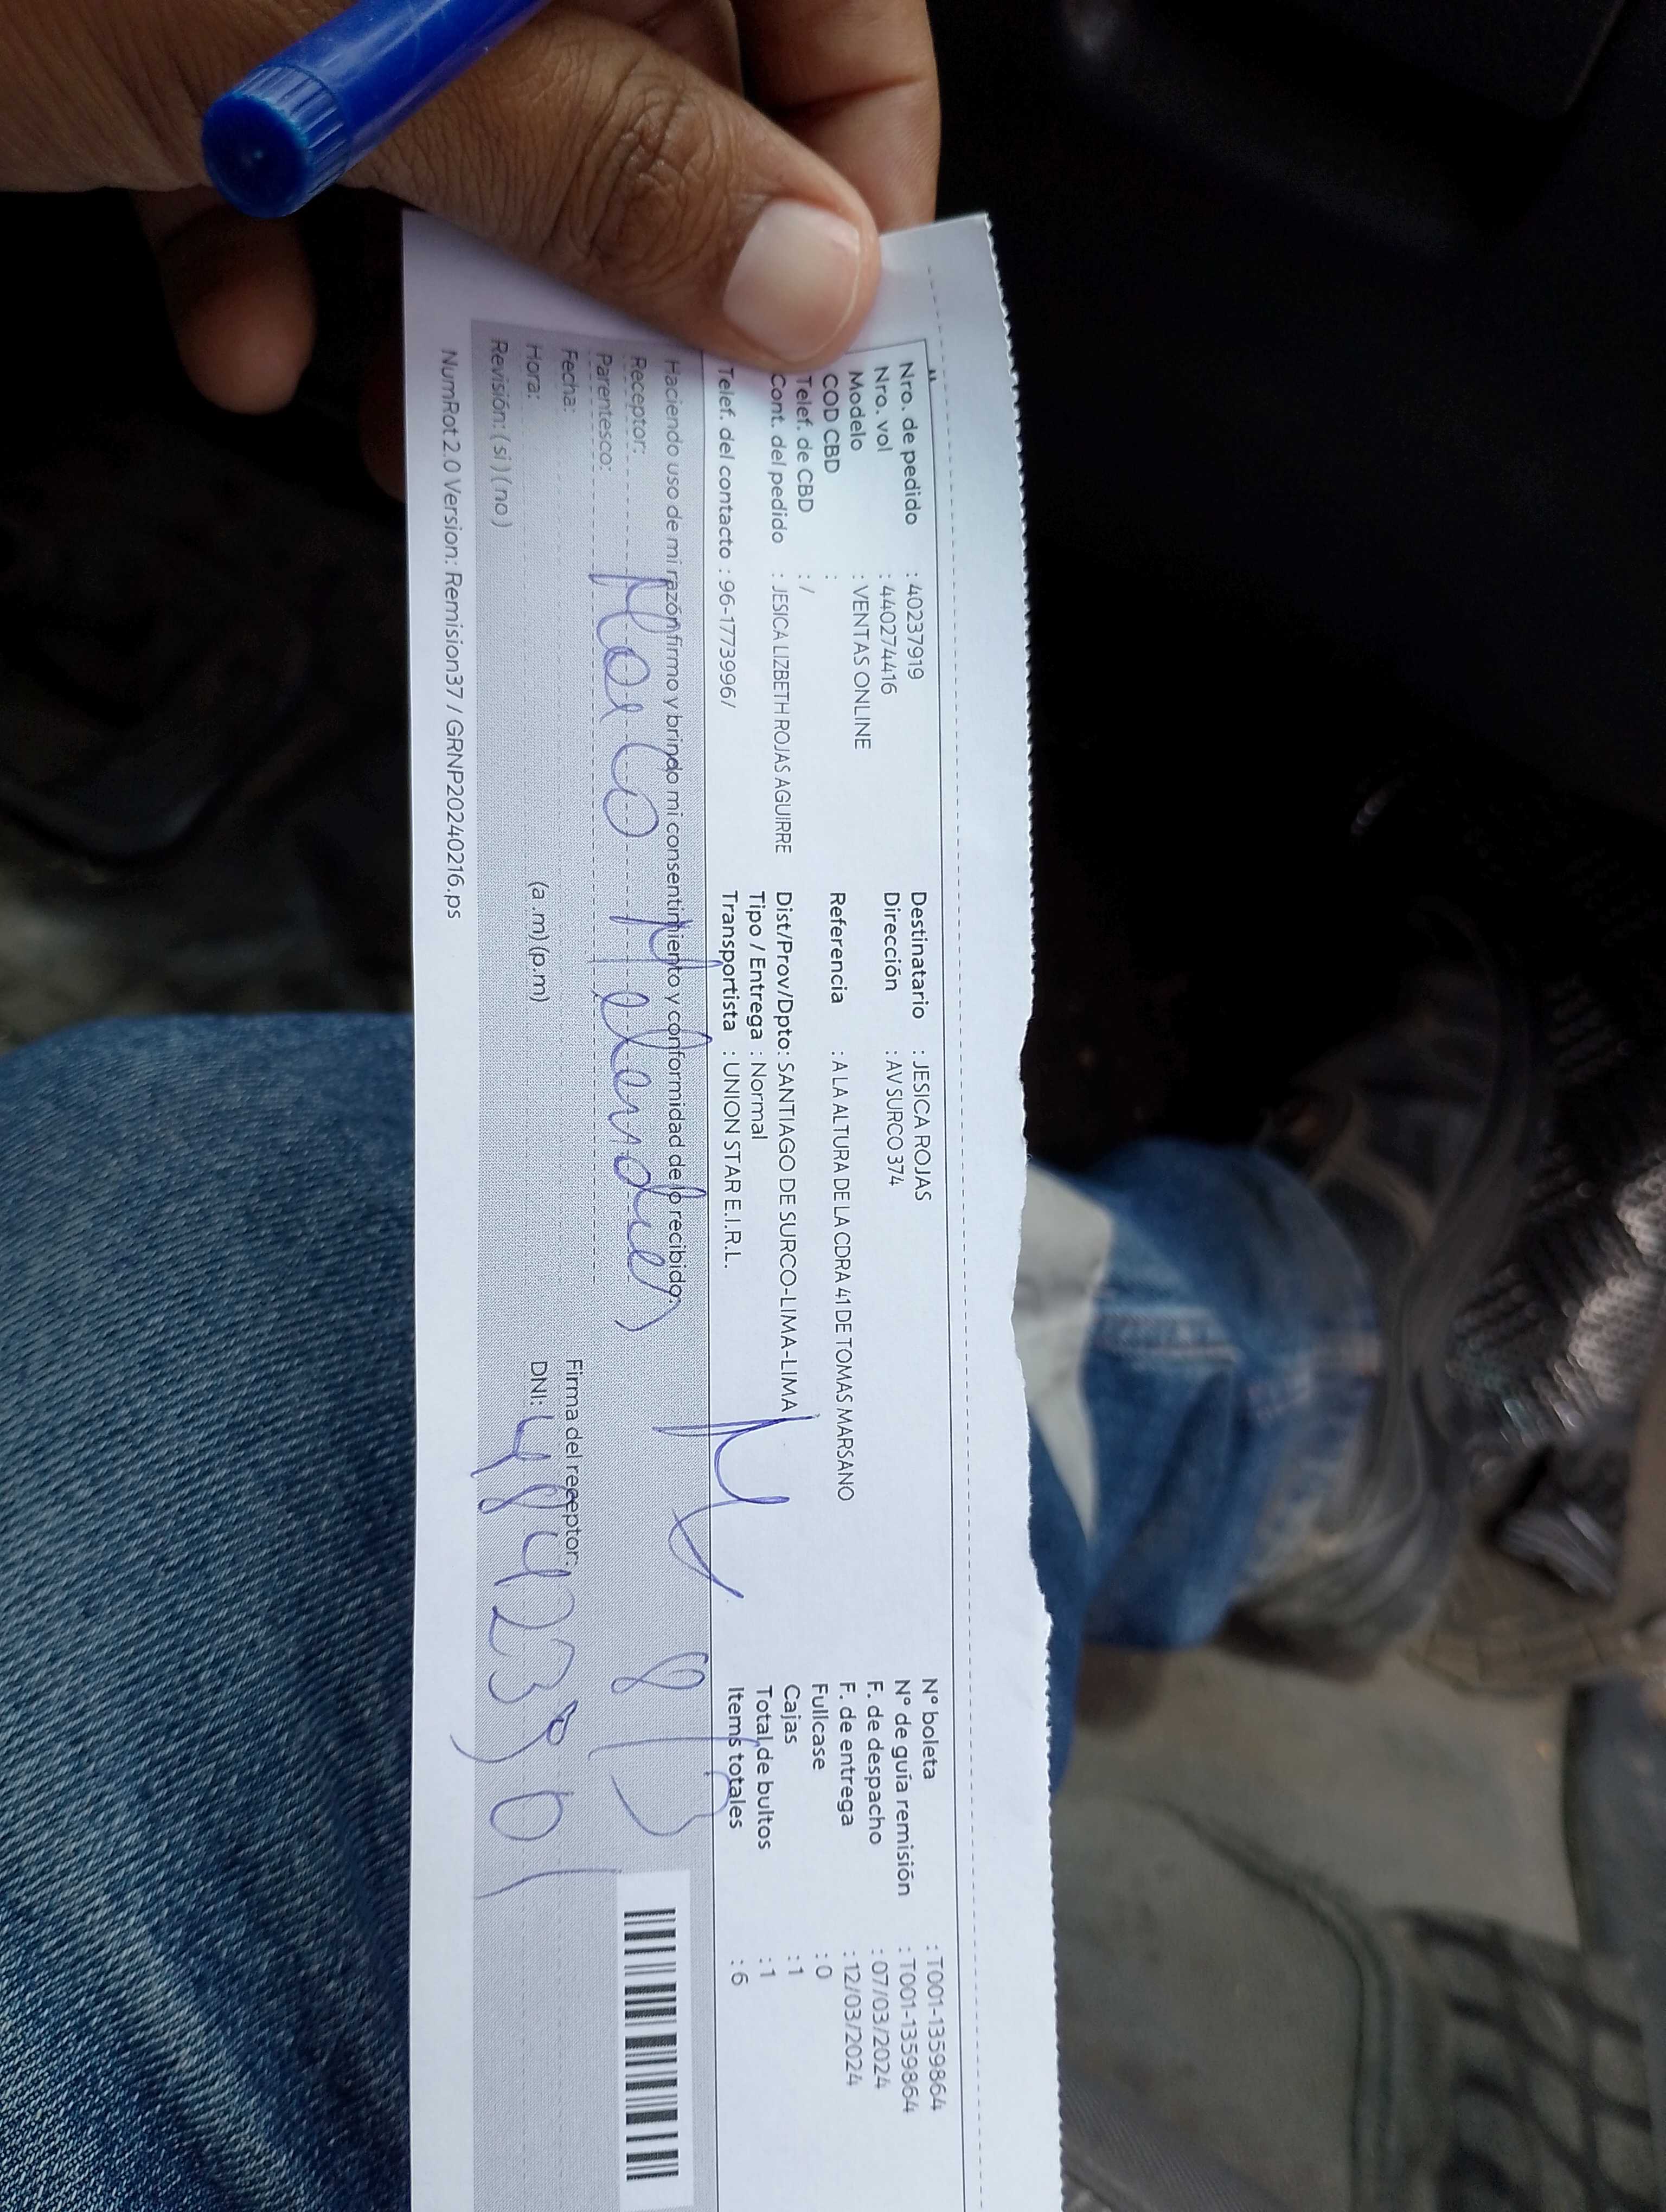 Nro. de pedido : 40237919
Nro. vol : 440274416
Modelo : VENTAS ONLINE
COD CBD :
Telef. de CBD : /
Cont. del pedido : JESICA LIZBETH ROJAS AGUIRRE
Telef. del contacto : 96-1773996/
Destinatario : JESICA ROJAS
Dirección : AV SURCO 374
Referencia : A LA ALTURA DE LA CDRA 41 DE TOMAS MARSANO
Dist/Prov/Dpto: SANTIAGO DE SURCO-LIMA-LIMA
Tipo / Entrega : Normal
Transportista : UNION STAR E.I.R.L.
N° boleta : T001-1359864
N° de guía remisión : T001-1359864
F. de despacho : 07/03/2024
F. de entrega : 12/03/2024
Fullcase : 0
Cajas : 1
Total de bultos : 1
Items totales : 6
Haciendo uso de mi razón firmo y brindo mi consentimiento y conformidad de lo recibido:
Receptor:
Parentesco:
Fecha:
Hora: (a .m) (p.m)
Revisión: ( si ) ( no )
Firma del receptor:
DNI:
NumRot 2.0 Version: Remision37 / GRNP20240216.ps